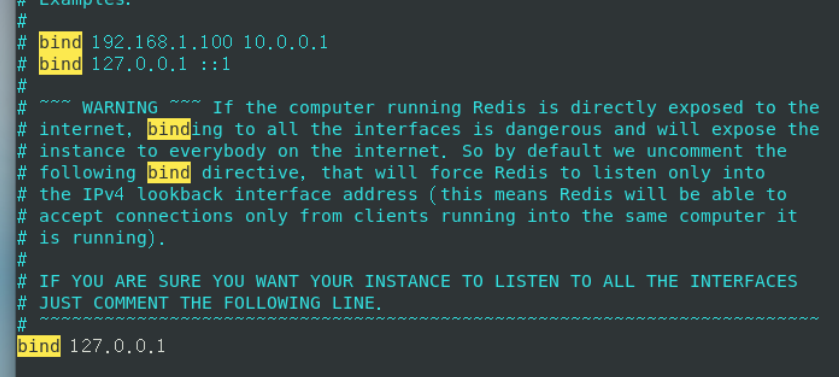 # Examples:
#
# bind 192.168.1.100 10.0.0.1
# bind 127.0.0.1 ::1
#
# ~~~ WARNING ~~~ If the computer running Redis is directly exposed to the
# internet, binding to all the interfaces is dangerous and will expose the
# instance to everybody on the internet. So by default we uncomment the
# following bind directive, that will force Redis to listen only into
# the IPv4 lookback interface address (this means Redis will be able to
# accept connections only from clients running into the same computer it
# is running).
#
# IF YOU ARE SURE YOU WANT YOUR INSTANCE TO LISTEN TO ALL THE INTERFACES
# JUST COMMENT THE FOLLOWING LINE.
# ~~~~~~~~~~~~~~~~~~~~~~~~~~~~~~~~~~~~~~~~~~~~~~~~~~~~~~~~~~~~~~~~~~~~~~~~
bind 127.0.0.1